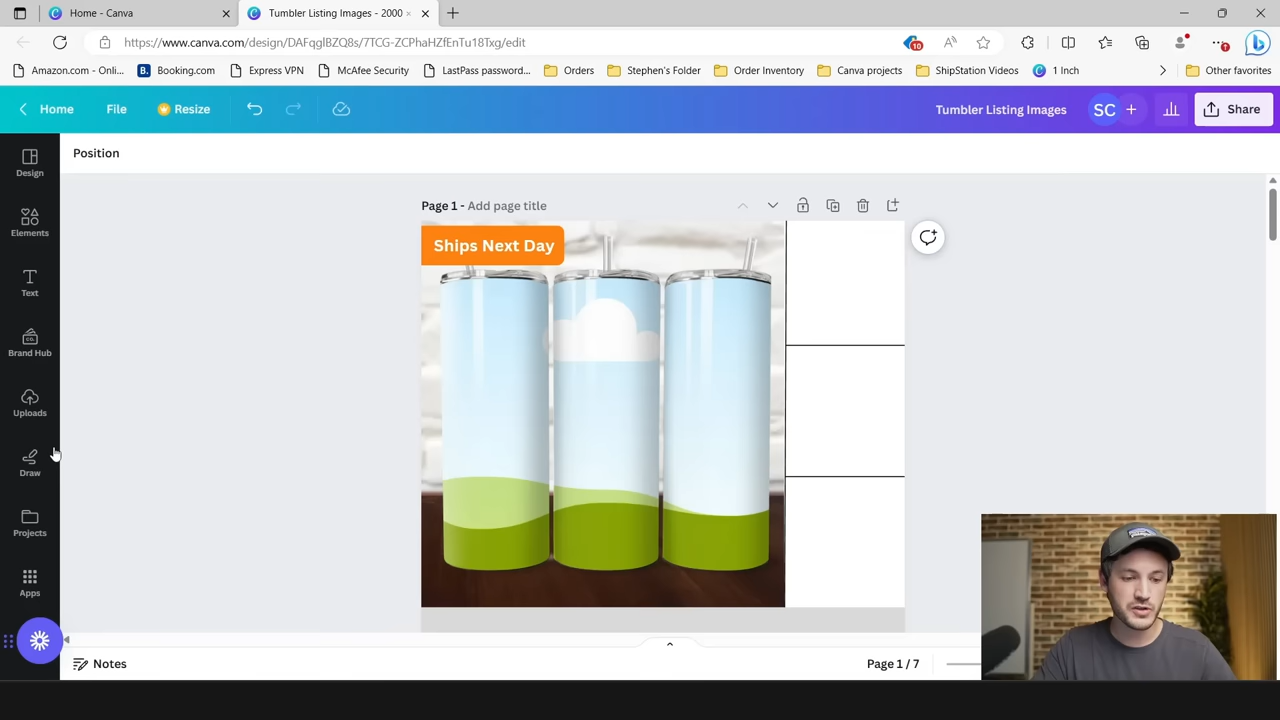 Home - Canva
Tumbler Listing Images - 2000
https://www.canva.com/design/DAFqglBZQ8s/7TCG-ZCPhaHZfEnTu18Txg/edit
10
Amazon.com - Onli...
Booking.com
Express VPN
McAfee Security
LastPass password...
Orders
Stephen's Folder
Order Inventory
Canva projects
ShipStation Videos
1 Inch
Other favorites
Home
File
Resize
Tumbler Listing Images
SC
Share
Design
Elements
Text
Brand Hub
CO.
Uploads
Draw
Projects
Apps
Position
Page 1 - Add page title
Ships Next Day
Notes
Page 1 / 7